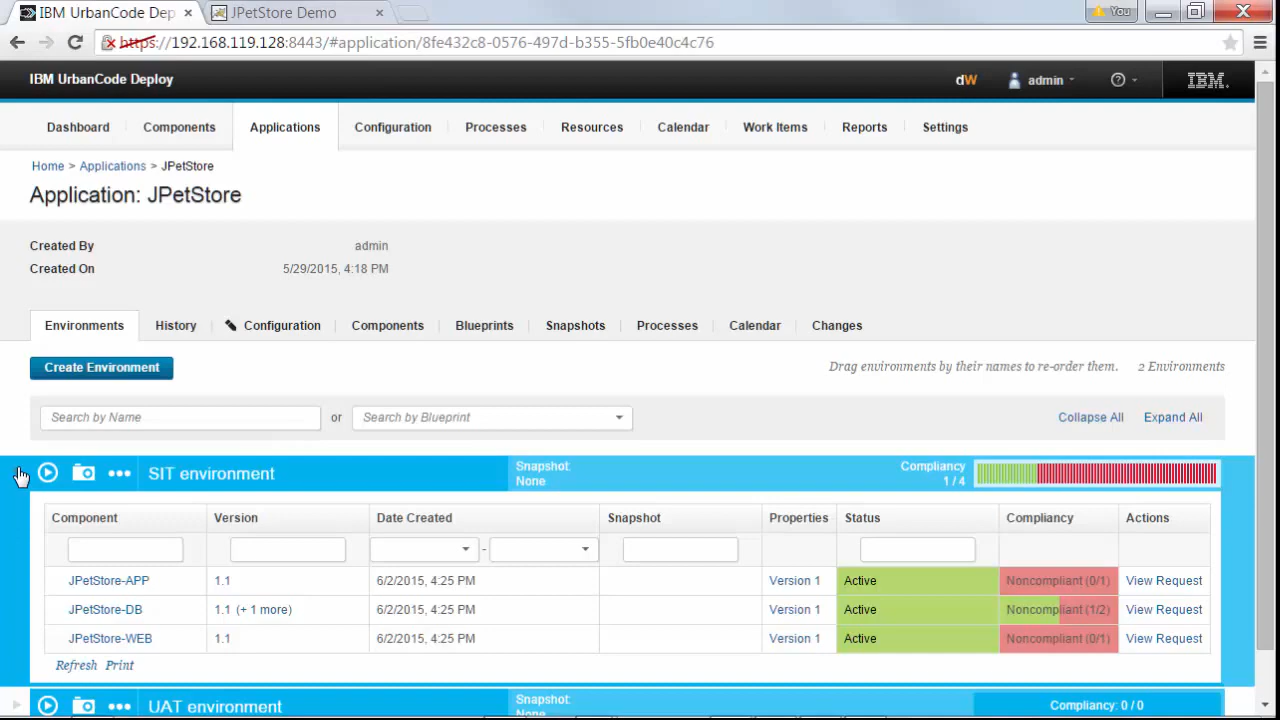 IBM UrbanCode Dep
JPetStore Demo
You
https://192.168.119.128:8443/#application/8fe432c8-0576-497d-b355-5fb0e40c4c76
IBM UrbanCode Deploy
dW
admin
IBM
Dashboard
Components
Applications
Configuration
Processes
Resources
Calendar
Work Items
Reports
Settings
Home > Applications > JPetStore
Application: JPetStore
Created By admin
Created On 5/29/2015, 4:18 PM
Environments
History
Configuration
Components
Blueprints
Snapshots
Processes
Calendar
Changes
Create Environment
Drag environments by their names to re-order them.
2 Environments
Search by Name
or
Search by Blueprint
Collapse All
Expand All
SIT environment
Snapshot:
None
Compliancy
1 / 4
Component Version Date Created Snapshot Properties Status Compliancy Actions
-
JPetStore-APP 1.1 6/2/2015, 4:25 PM Version 1 Active Noncompliant (0/1) View Request
JPetStore-DB 1.1 (+ 1 more) 6/2/2015, 4:25 PM Version 1 Active Noncompliant (1/2) View Request
JPetStore-WEB 1.1 6/2/2015, 4:25 PM Version 1 Active Noncompliant (0/1) View Request
Refresh Print
UAT environment
Snapshot:
None
Compliancy: 0 / 0